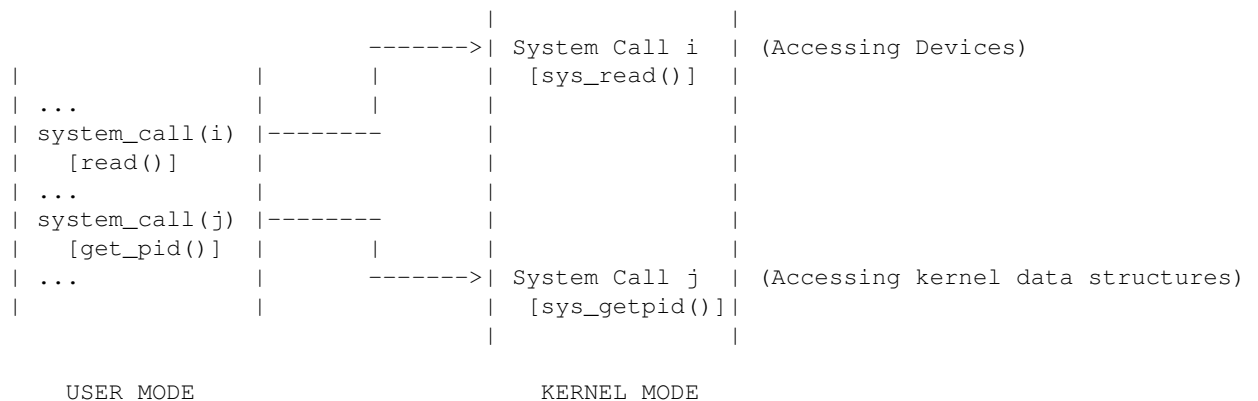 |                   |
                             ------->| System Call i  | (Accessing Devices)
|                   |        |         |  [sys_read()]  |
| ...               |        |         |                   |
| system_call(i) |--------         |                   |
|   [read()]      |                  |                   |
| ...               |                  |                   |
| system_call(j) |--------         |                   |
|   [get_pid()]  |        |         |                   |
| ...               |        ------->| System Call j  | (Accessing kernel data structures)
|                   |                  |  [sys_getpid()]|
                                       |                   |
USER MODE KERNEL MODE